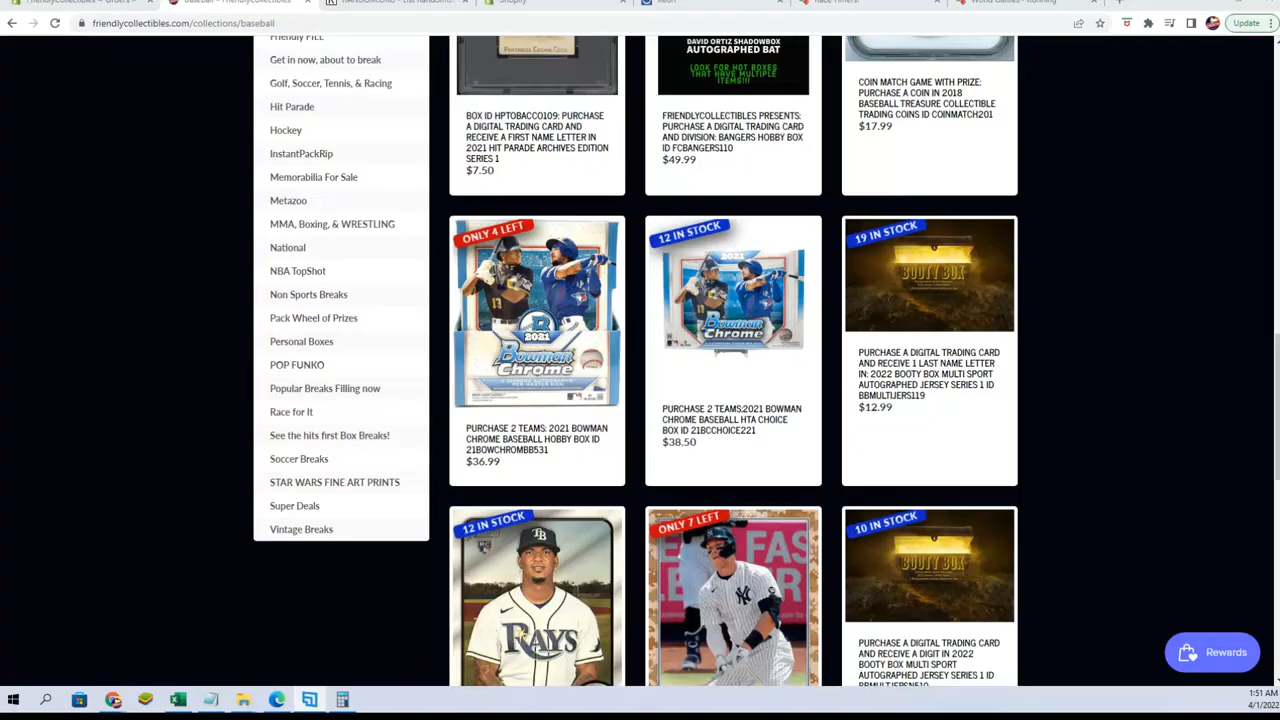 friendlycollectibles.com/collections/baseball
Update
Friendly FILL
Get in now, about to break
Golf, Soccer, Tennis, & Racing
Hit Parade
Hockey
InstantPackRip
Memorabilia For Sale
Metazoo
MMA, Boxing, & WRESTLING
National
NBA TopShot
Non Sports Breaks
Pack Wheel of Prizes
Personal Boxes
POP FUNKO
Popular Breaks Filling now
Race for It
See the hits first Box Breaks!
Soccer Breaks
STAR WARS FINE ART PRINTS
Super Deals
Vintage Breaks
BOX ID HPTOBACCO109: PURCHASE
A DIGITAL TRADING CARD AND
RECEIVE A FIRST NAME LETTER IN
2021 HIT PARADE ARCHIVES EDITION
SERIES 1
$7.50
DAVID ORTIZ SHADOWBOX
AUTOGRAPHED BAT
LOOK FOR HOT BOXES
THAT HAVE MULTIPLE
ITEMS!!!
FRIENDLYCOLLECTIBLES PRESENTS:
PURCHASE A DIGITAL TRADING CARD
AND DIVISION: BANGERS HOBBY BOX
ID FCBANGERS110
$49.99
COIN MATCH GAME WITH PRIZE:
PURCHASE A COIN IN 2018
BASEBALL TREASURE COLLECTIBLE
TRADING COINS ID COINMATCH201
$17.99
ONLY 4 LEFT
2021
Bowman
Chrome
PURCHASE 2 TEAMS: 2021 BOWMAN
CHROME BASEBALL HOBBY BOX ID
21BOWCHROMBB531
$36.99
12 IN STOCK
2021
Bowman
Chrome
PURCHASE 2 TEAMS:2021 BOWMAN
CHROME BASEBALL HTA CHOICE
BOX ID 21BCCHOICE221
$38.50
19 IN STOCK
BOOTY BOX
PURCHASE A DIGITAL TRADING CARD
AND RECEIVE 1 LAST NAME LETTER
IN: 2022 BOOTY BOX MULTI SPORT
AUTOGRAPHED JERSEY SERIES 1 ID
BBMULTIJERS119
$12.99
12 IN STOCK
TB
RAYS
ONLY 7 LEFT
10 IN STOCK
BOOTY BOX
PURCHASE A DIGITAL TRADING CARD
AND RECEIVE A DIGIT IN 2022
BOOTY BOX MULTI SPORT
AUTOGRAPHED JERSEY SERIES 1 ID
Rewards
1:51 AM
4/1/2022